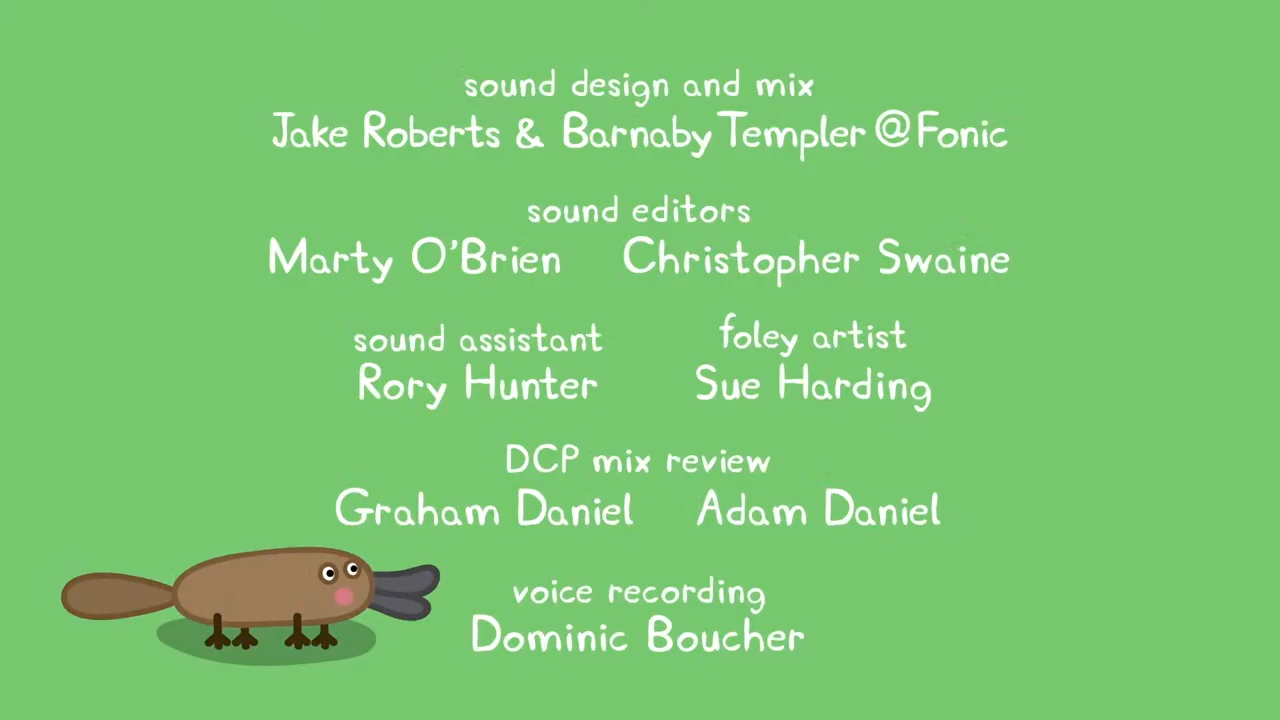 sound design and mix
Jake Roberts & Barnaby Templer @ Fonic
sound editors
Marty O'Brien Christopher Swaine
sound assistant foley artist
Rory Hunter Sue Harding
DCP mix review
Graham Daniel Adam Daniel
voice recording
Dominic Boucher